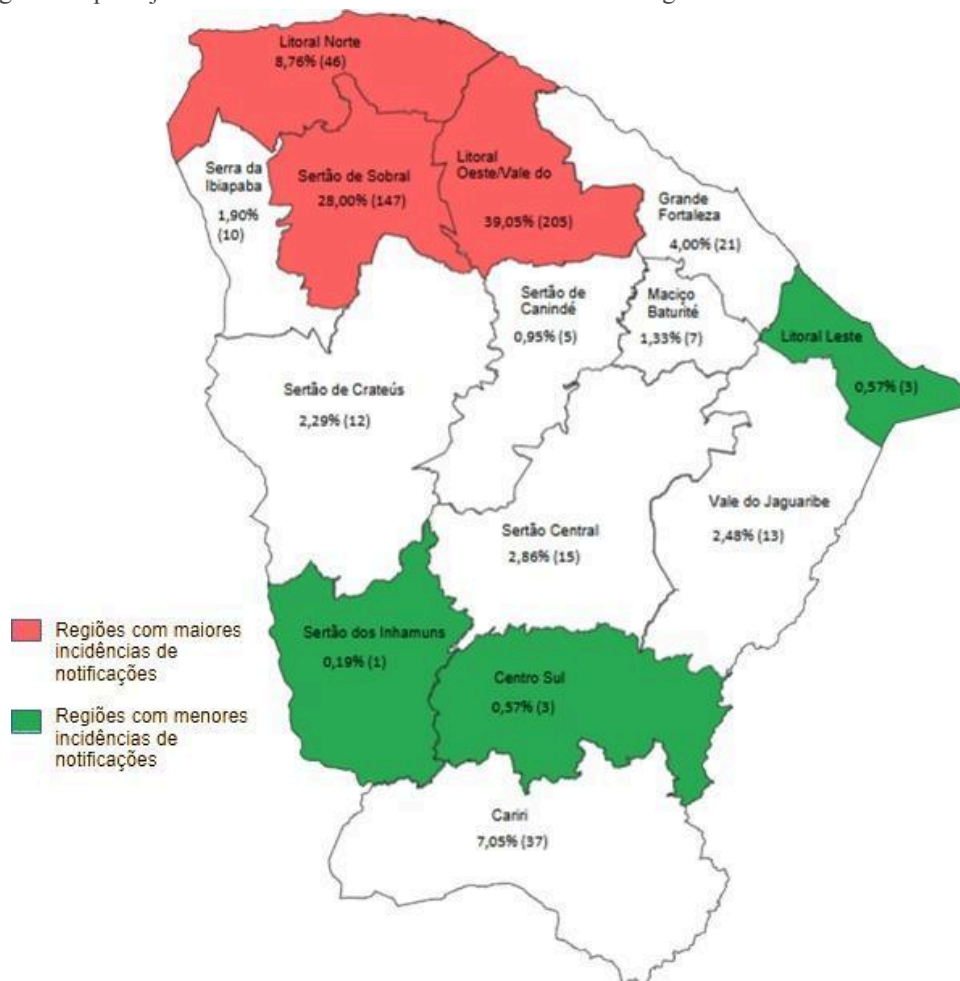 Litoral Norte
8,76% (46)
Serra da
Ibiapaba
1,90%
(10)
Sertão de Sobral
28,00% (147)
Litoral
Oeste/Vale do
39,05% (205)
Grande
Fortaleza
4,00% (21)
Sertão de
Canindé
0,95% (5)
Maciço
Baturité
1,33% (7)
Litoral Leste
0,57% (3)
Sertão de Crateús
2,29% (12)
Vale do Jaguaribe
2,48% (13)
Sertão Central
2,86% (15)
Sertão dos Inhamuns
0,19% (1)
Centro Sul
0,57% (3)
Cariri
7,05% (37)
Regiões com maiores
incidências de
notificações
Regiões com menores
incidências de
notificações